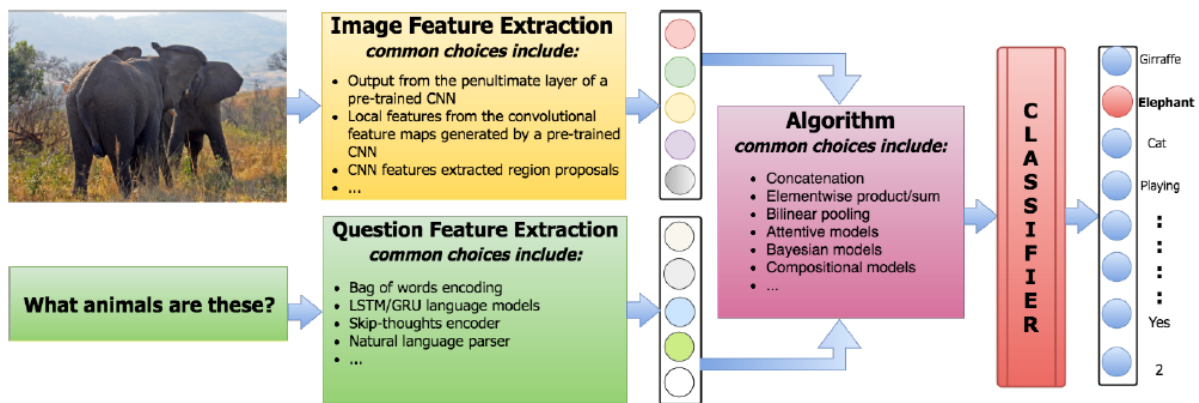 Image Feature Extraction
common choices include:
• Output from the penultimate layer of a
pre-trained CNN
• Local features from the convolutional
feature maps generated by a pre-trained
CNN
• CNN features extracted region proposals
• ...
What animals are these?
Question Feature Extraction
common choices include:
• Bag of words encoding
• LSTM/GRU language models
• Skip-thoughts encoder
• Natural language parser
• ...
Algorithm
common choices include:
• Concatenation
• Elementwise product/sum
• Bilinear pooling
• Attentive models
• Bayesian models
• Compositional models
• ...
CLASSIFIER
Girraffe
Elephant
Cat
Playing
Yes
2